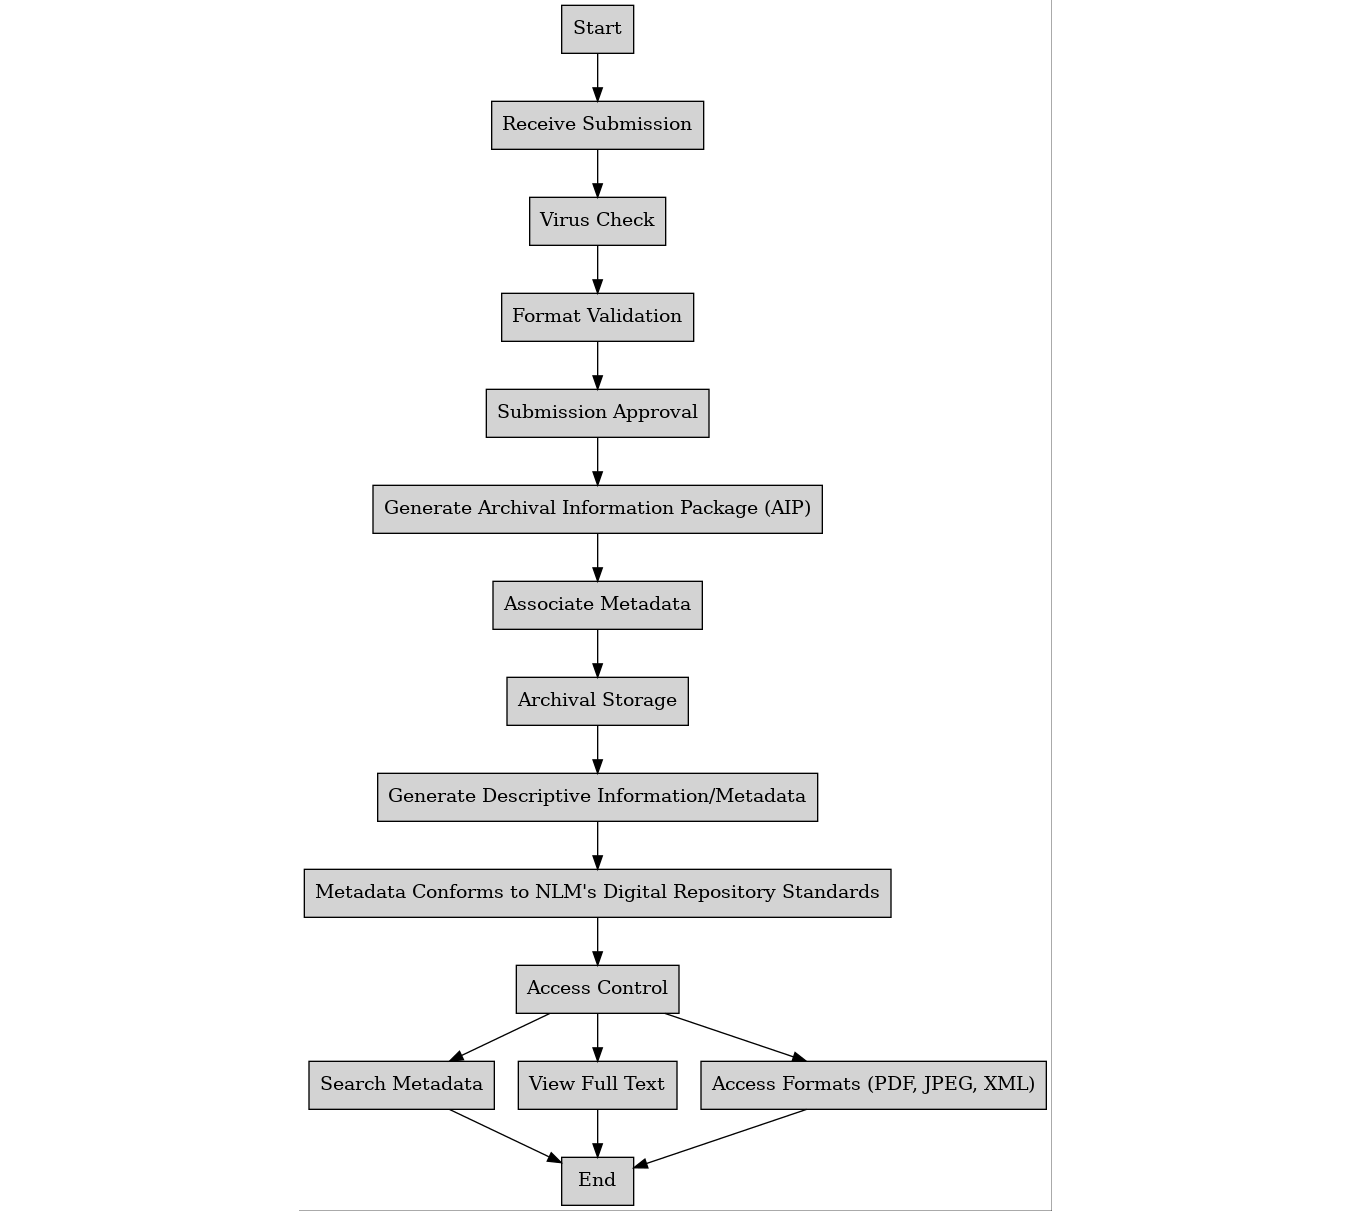 Start
Receive Submission
Virus Check
Format Validation
Submission Approval
Generate Archival Information Package (AIP)
Associate Metadata
Archival Storage
Generate Descriptive Information/Metadata
Metadata Conforms to NLM's Digital Repository Standards
Access Control
Search Metadata
View Full Text
Access Formats (PDF, JPEG, XML)
End